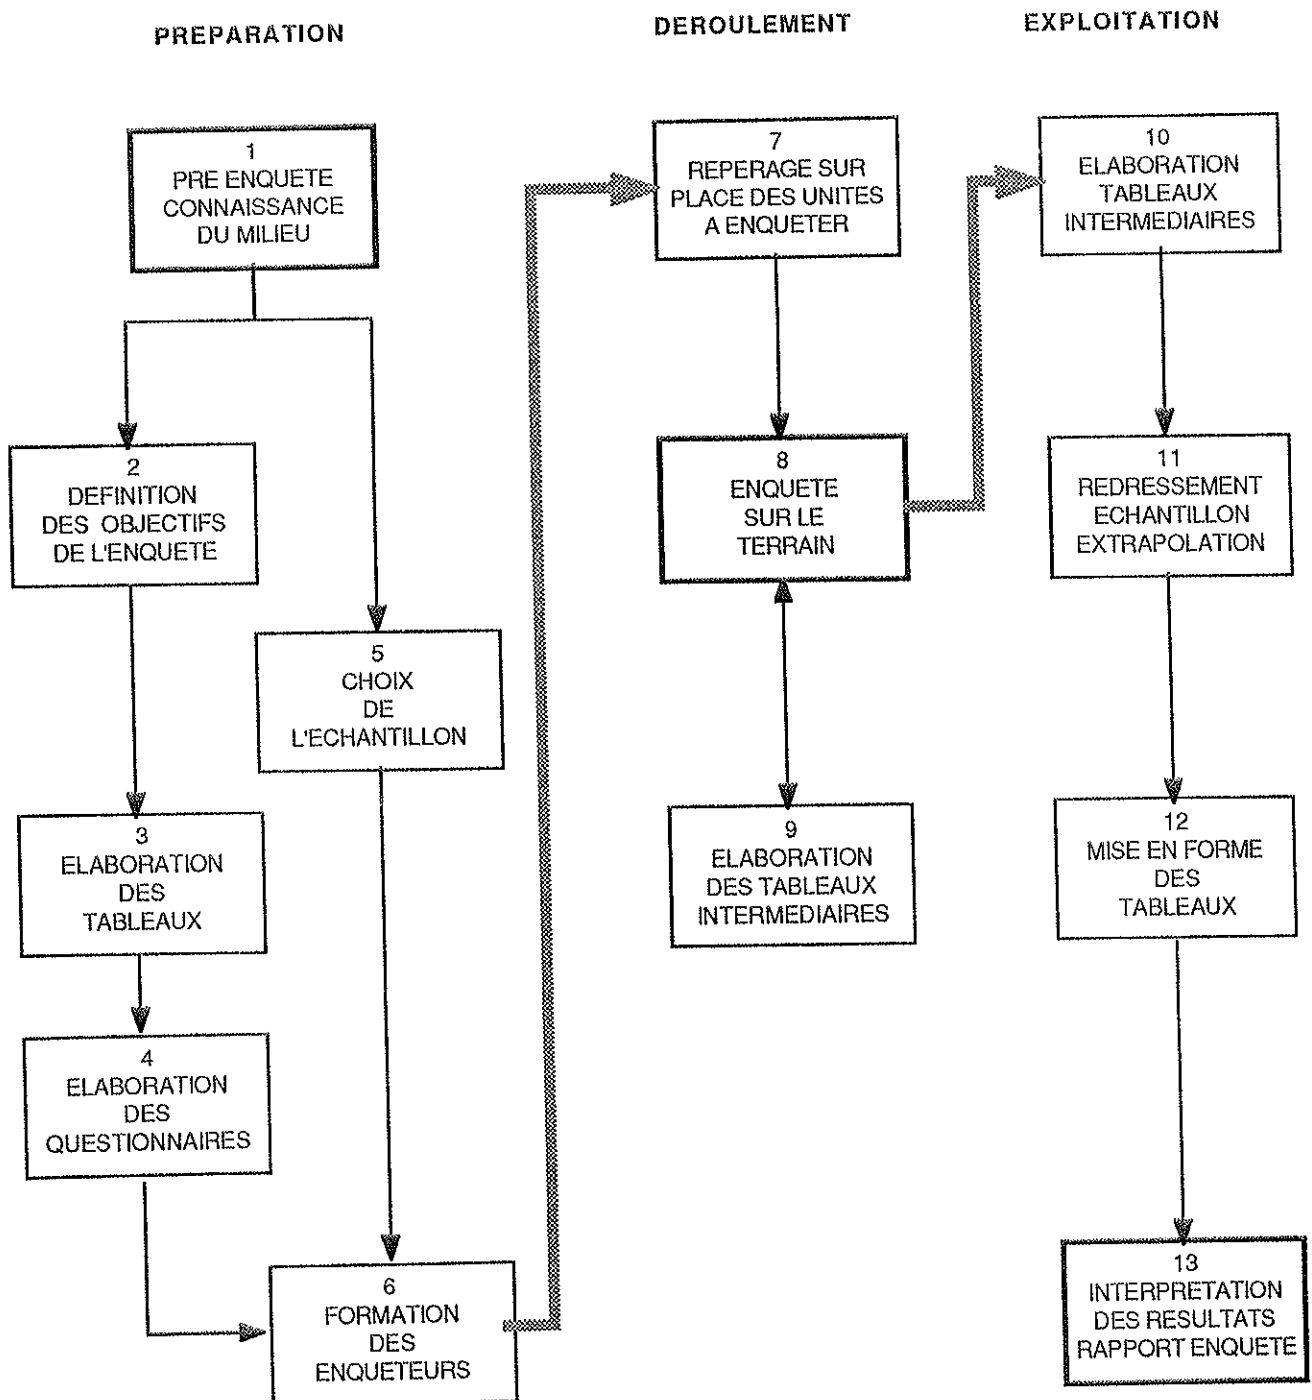 PREPARATION
1
PRE ENQUETE
CONNAISSANCE
DU MILIEU
2
DEFINITION
DES OBJECTIFS
DE L'ENQUETE
3
ELABORATION
DES
TABLEAUX
4
ELABORATION
DES
QUESTIONNAIRES
5
CHOIX
DE
L'ECHANTILLON
6
FORMATION
DES
ENQUETEURS
DEROULEMENT
7
REPERAGE SUR
PLACE DES UNITES
A ENQUETER
8
ENQUETE
SUR LE
TERRAIN
9
ELABORATION
DES TABLEAUX
INTERMEDIAIRES
EXPLOITATION
10
ELABORATION
TABLEAUX
INTERMEDIAIRES
11
REDRESSEMENT
ECHANTILLON
EXTRAPOLATION
12
MISE EN FORME
DES
TABLEAUX
13
INTERPRETATION
DES RESULTATS
RAPPORT ENQUETE